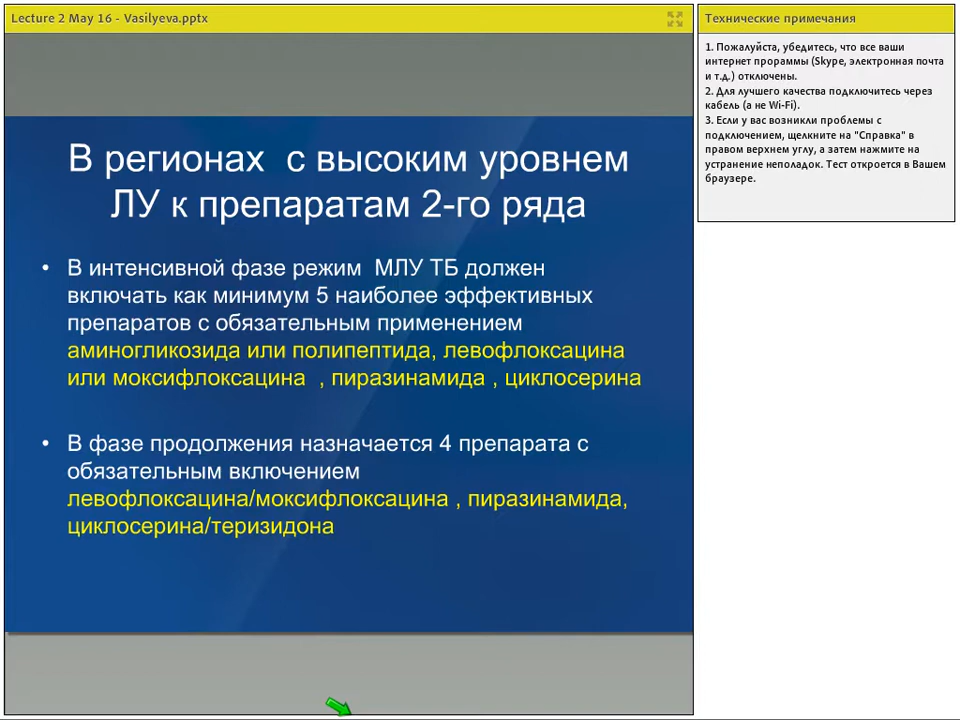 Lecture 2 May 16 - Vasilyeva.pptx
В регионах с высоким уровнем
ЛУ к препаратам 2-го ряда
• В интенсивной фазе режим МЛУ ТБ должен
включать как минимум 5 наиболее эффективных
препаратов с обязательным применением
аминогликозида или полипептида, левофлоксацина
или моксифлоксацина , пиразинамида , циклосерина
• В фазе продолжения назначается 4 препарата с
обязательным включением
левофлоксацина/моксифлоксацина , пиразинамида,
циклосерина/теризидона
Технические примечания
1. Пожалуйста, убедитесь, что все ваши
интернет прораммы (Skype, электронная почта
и т.д.) отключены.
2. Для лучшего качества подключитесь через
кабель (а не Wi-Fi).
3. Если у вас возникли проблемы с
подключением, щелкните на "Справка" в
правом верхнем углу, а затем нажмите на
устранение неполадок. Тест откроется в Вашем
браузере.